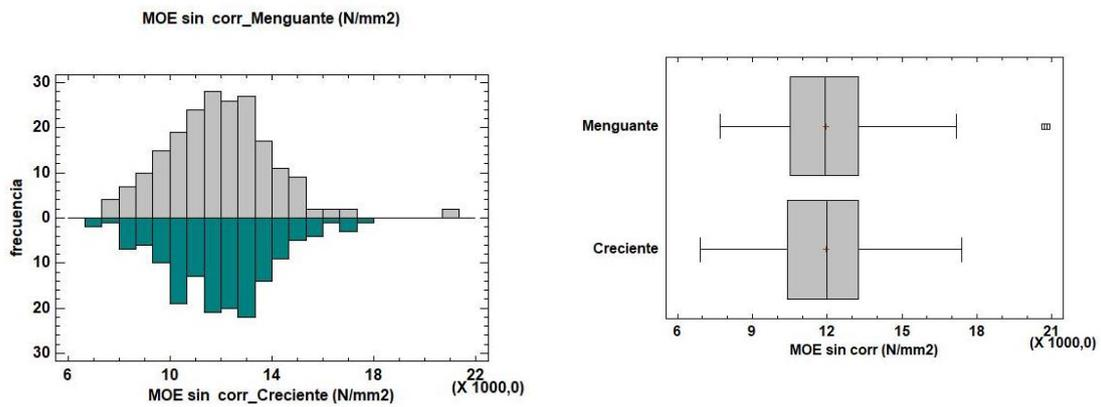 MOE sin corr_Menguante (N/mm2)
frecuencia
30
20
10
0
10
20
30
6 10 14 18 22
(X 1000,0)
MOE sin corr_Creciente (N/mm2)
Menguante
Creciente
6 9 12 15 18 21
(X 1000,0)
MOE sin corr (N/mm2)